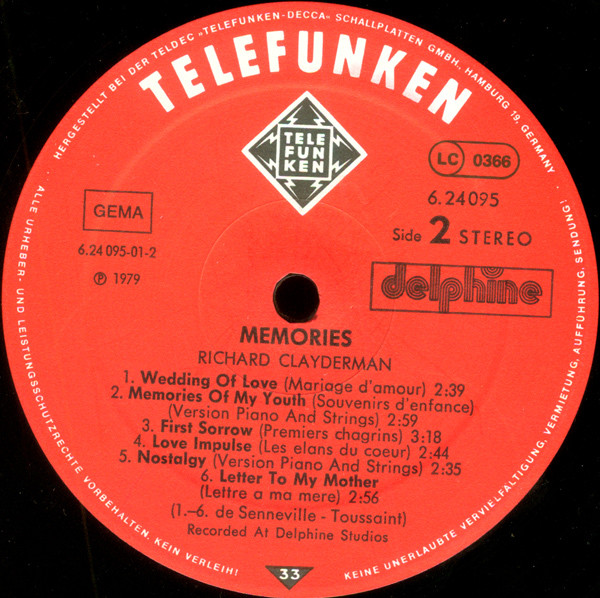 HERGESTELLT BEI DER TELDEC „TELEFUNKEN-DECCA" SCHALLPLATTEN GMBH., HAMBURG 19, GERMANY
TELEFUNKEN
TELE
FUN
KEN
LC 0366
6.24095
GEMA
Side 2 STEREO
6.24 095-01-2
℗ 1979
delphine
MEMORIES
RICHARD CLAYDERMAN
1. Wedding Of Love (Mariage d'amour) 2:39
2. Memories Of My Youth (Souvenirs d'enfance)
(Version Piano And Strings) 2:59
3. First Sorrow (Premiers chagrins) 3:18
4. Love Impulse (Les elans du coeur) 2:44
5. Nostalgy (Version Piano And Strings) 2:35
6. Letter To My Mother
(Lettre a ma mere) 2:56
(1.–6. de Senneville - Toussaint)
Recorded At Delphine Studios
33
ALLE URHEBER- UND LEISTUNGSSCHUTZRECHTE VORBEHALTEN. KEIN VERLEIH!
KEINE UNERLAUBTE VERVIELFÄLTIGUNG, VERMIETUNG, AUFFÜHRUNG, SENDUNG!